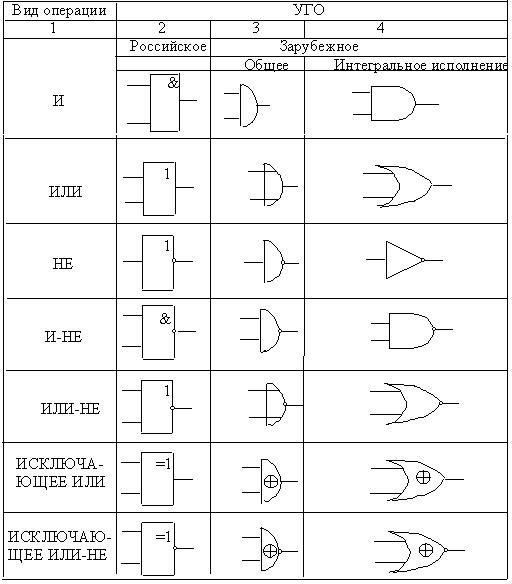 Вид операции УГО
1 2 3 4
Российское Зарубежное
Общее Интегральное исполнение
И &
ИЛИ 1
НЕ 1
И-НЕ &
ИЛИ-НЕ 1
ИСКЛЮЧА-
ЮЩЕЕ ИЛИ =1
ИСКЛЮЧАЮ-
ЩЕЕ ИЛИ-НЕ =1